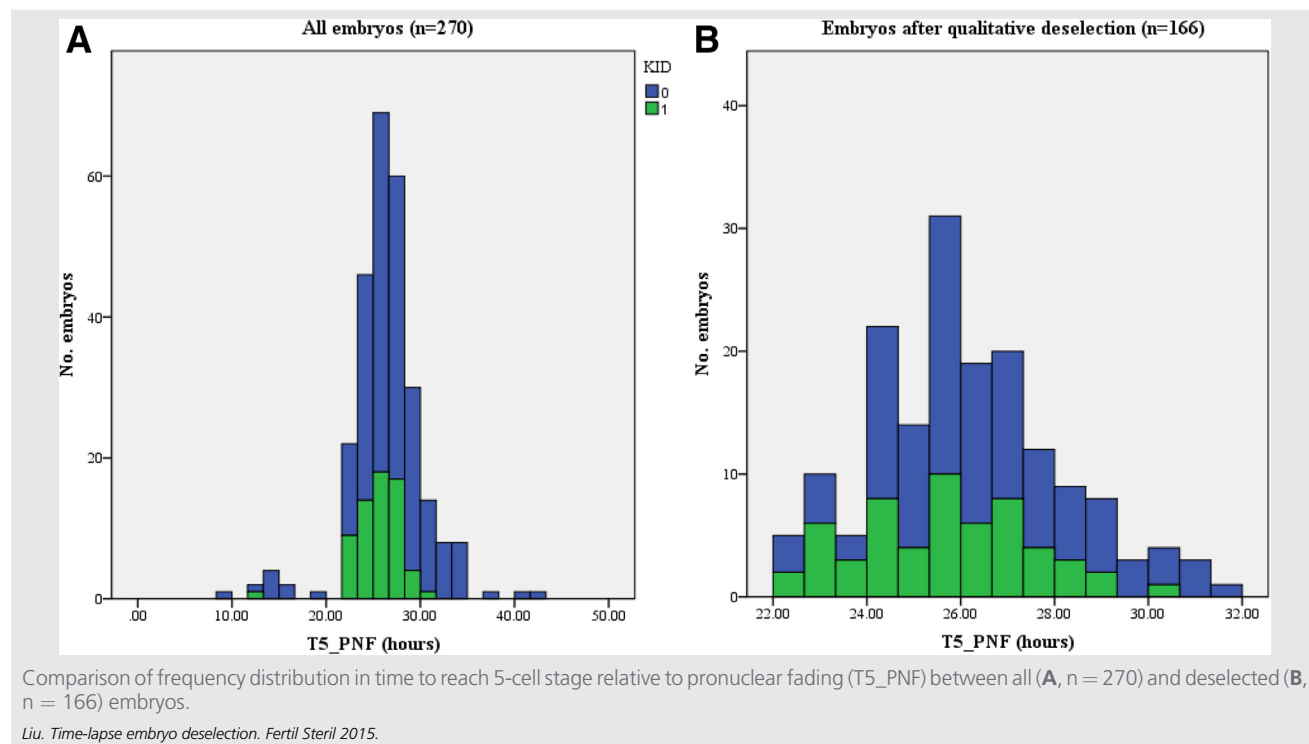 A
All embryos (n=270)
No. embryos
60
40
20
0
.00 10.00 20.00 30.00 40.00 50.00
T5_PNF (hours)
KID
0
1
B
Embryos after qualitative deselection (n=166)
No. embryos
40
30
20
10
0
22.00 24.00 26.00 28.00 30.00 32.00
T5_PNF (hours)
Comparison of frequency distribution in time to reach 5-cell stage relative to pronuclear fading (T5_PNF) between all (A, n = 270) and deselected (B,
n = 166) embryos.
Liu. Time-lapse embryo deselection. Fertil Steril 2015.